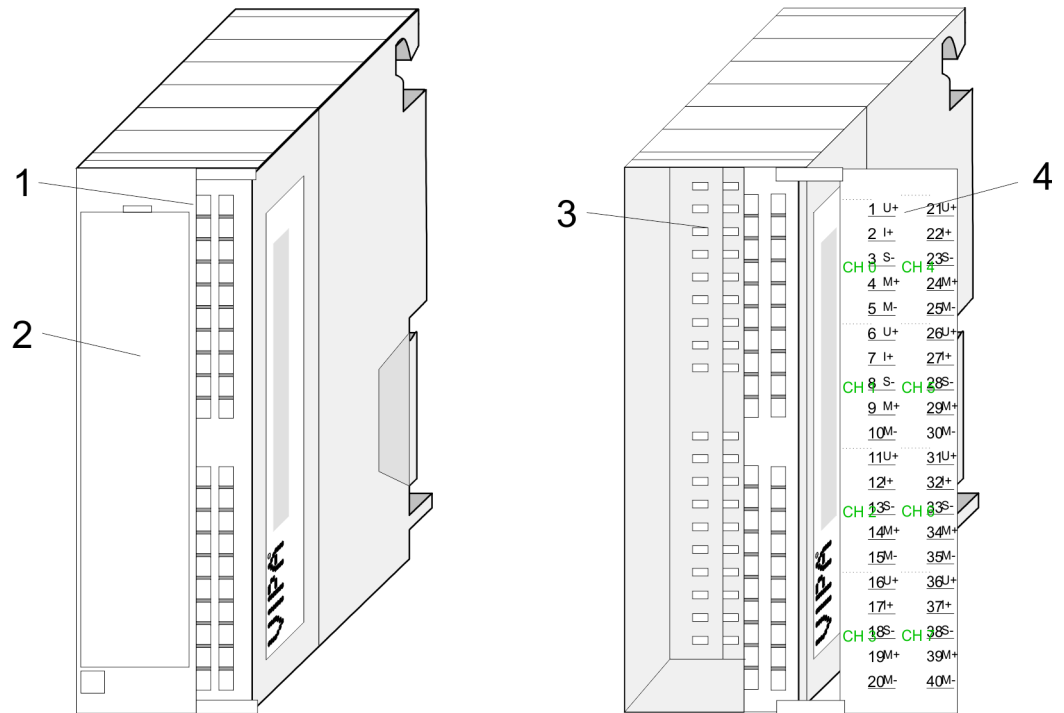 1
2
VIPA
3
4
1 U+ 21 U+
2 I+ 22 I+
3 S- 23 S-
CH 0 CH 4
4 M+ 24 M+
5 M- 25 M-
6 U+ 26 U+
7 I+ 27 I+
8 S- 28 S-
CH 1 CH 5
9 M+ 29 M+
10 M- 30 M-
11 U+ 31 U+
12 I+ 32 I+
13 S- 33 S-
CH 2 CH 6
14 M+ 34 M+
15 M- 35 M-
16 U+ 36 U+
17 I+ 37 I+
18 S- 38 S-
CH 3 CH 7
19 M+ 39 M+
20 M- 40 M-
VIPA